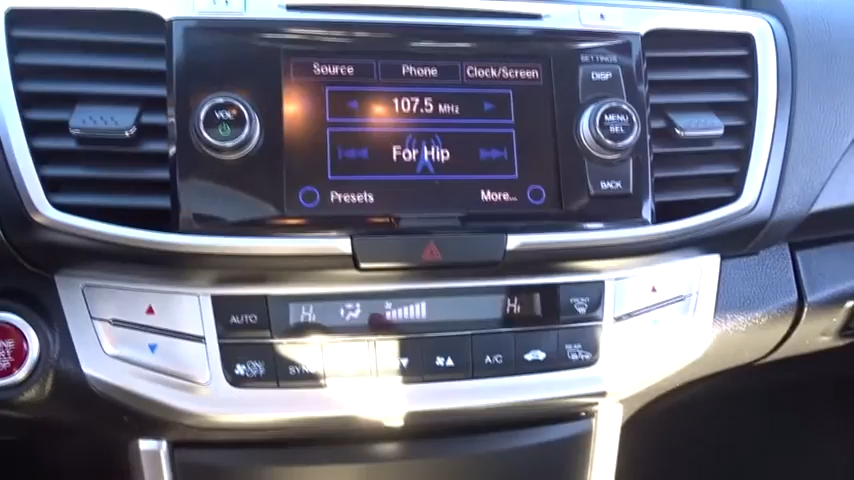 SETTINGS
Source Phone Clock/Screen DISP
VOL 107.5 MHz MENU
SEL
For Hip
Presets More... BACK
AUTO Hi Hi FRONT
ON
OFF SYNC A/C REAR